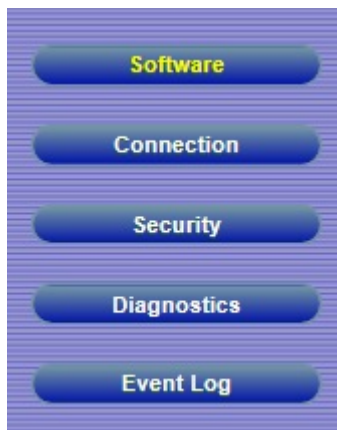 Software
Connection
Security
Diagnostics
Event Log